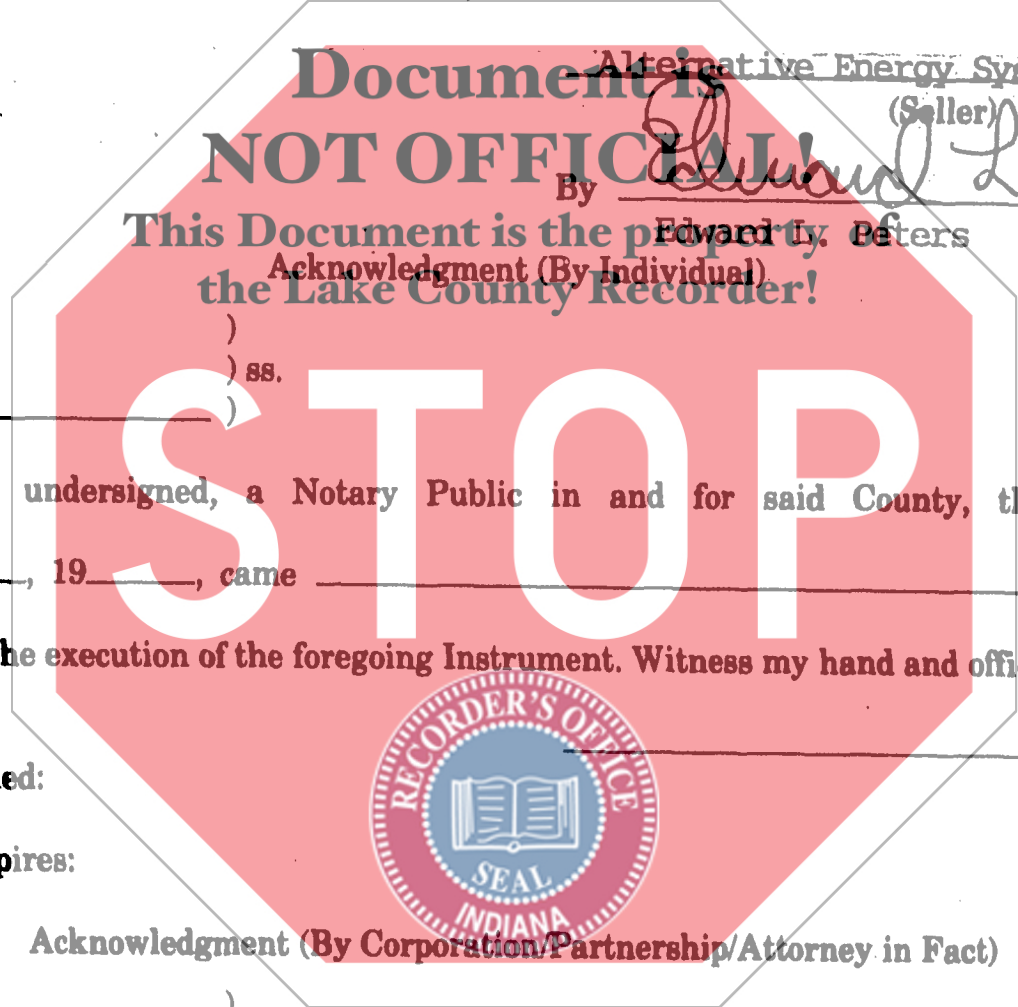 Document is
Alternative Energy Sys
(Seller)
NOT OFFICIAL!
By Edward L
This Document is the property of
Edward L. Peters
Acknowledgment (By Individual)
the Lake County Recorder!
)
) ss.
)
STOP
undersigned, a Notary Public in and for said County, th
, 19 , came
he execution of the foregoing Instrument. Witness my hand and offi
RECORDER'S OFFICE
ed:
SEAL
pires:
INDIANA
Acknowledgment (By Corporation/Partnership/Attorney in Fact)
)